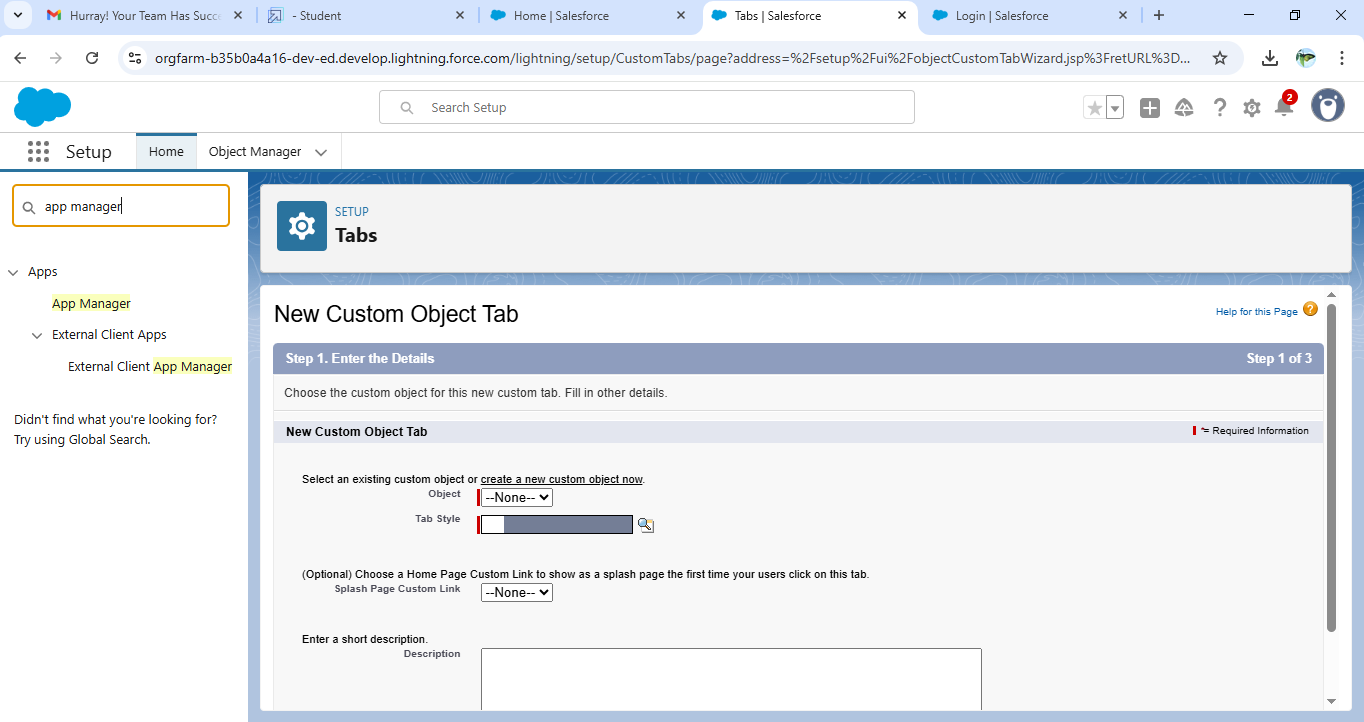 Hurray! Your Team Has Succ
- Student
Home | Salesforce
Tabs | Salesforce
Login | Salesforce
orgfarm-b35b0a4a16-dev-ed.develop.lightning.force.com/lightning/setup/CustomTabs/page?address=%2Fsetup%2Fui%2FobjectCustomTabWizard.jsp%3FretURL%3D...
Search Setup
2
Setup
Home
Object Manager
app manager
Apps
App Manager
External Client Apps
External Client App Manager
Didn't find what you're looking for?
Try using Global Search.
SETUP
Tabs
New Custom Object Tab
Help for this Page ?
Step 1. Enter the Details
Step 1 of 3
Choose the custom object for this new custom tab. Fill in other details.
New Custom Object Tab
*= Required Information
Select an existing custom object or create a new custom object now.
Object
--None--
Tab Style
(Optional) Choose a Home Page Custom Link to show as a splash page the first time your users click on this tab.
Splash Page Custom Link
--None--
Enter a short description.
Description